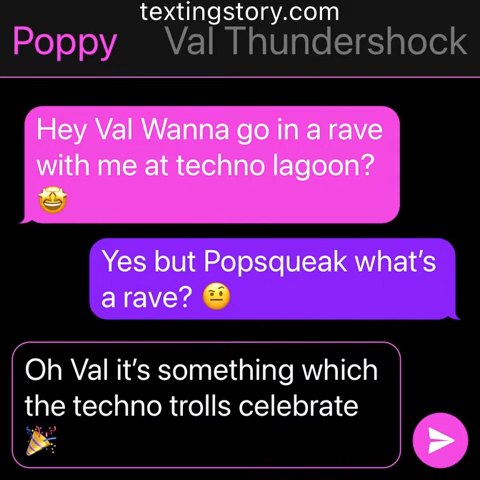 textingstory.com
Poppy Val Thundershock
Hey Val Wanna go in a rave
with me at techno lagoon?
🤩
Yes but Popsqueak what's
a rave? 🤨
Oh Val it's something which
the techno trolls celebrate
🎉